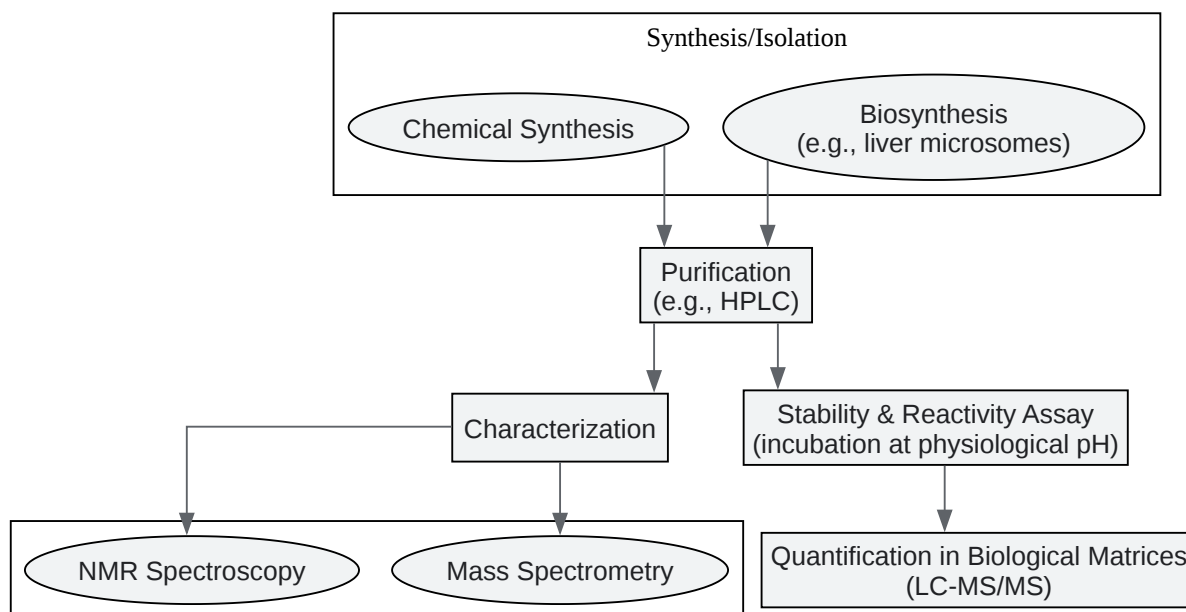 Synthesis/Isolation
Chemical Synthesis
Biosynthesis
(e.g., liver microsomes)
Purification
(e.g., HPLC)
Characterization
Stability & Reactivity Assay
(incubation at physiological pH)
NMR Spectroscopy
Mass Spectrometry
Quantification in Biological Matrices
(LC-MS/MS)